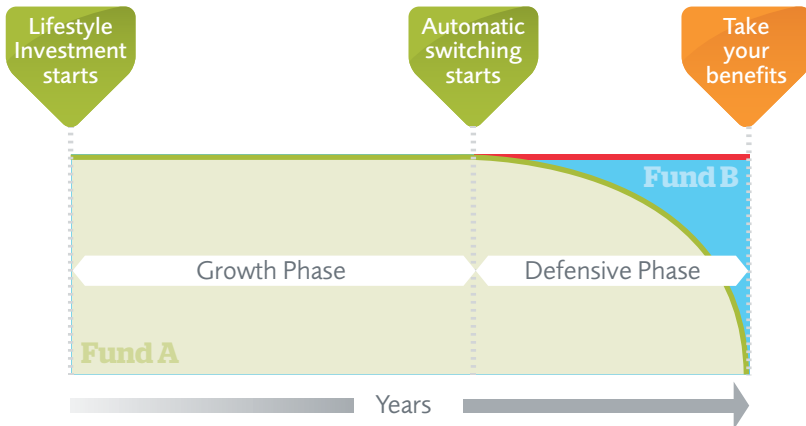 Lifestyle
Investment
starts
Automatic
switching
starts
Take
your
benefits
Fund B
Growth Phase
Defensive Phase
Fund A
Years